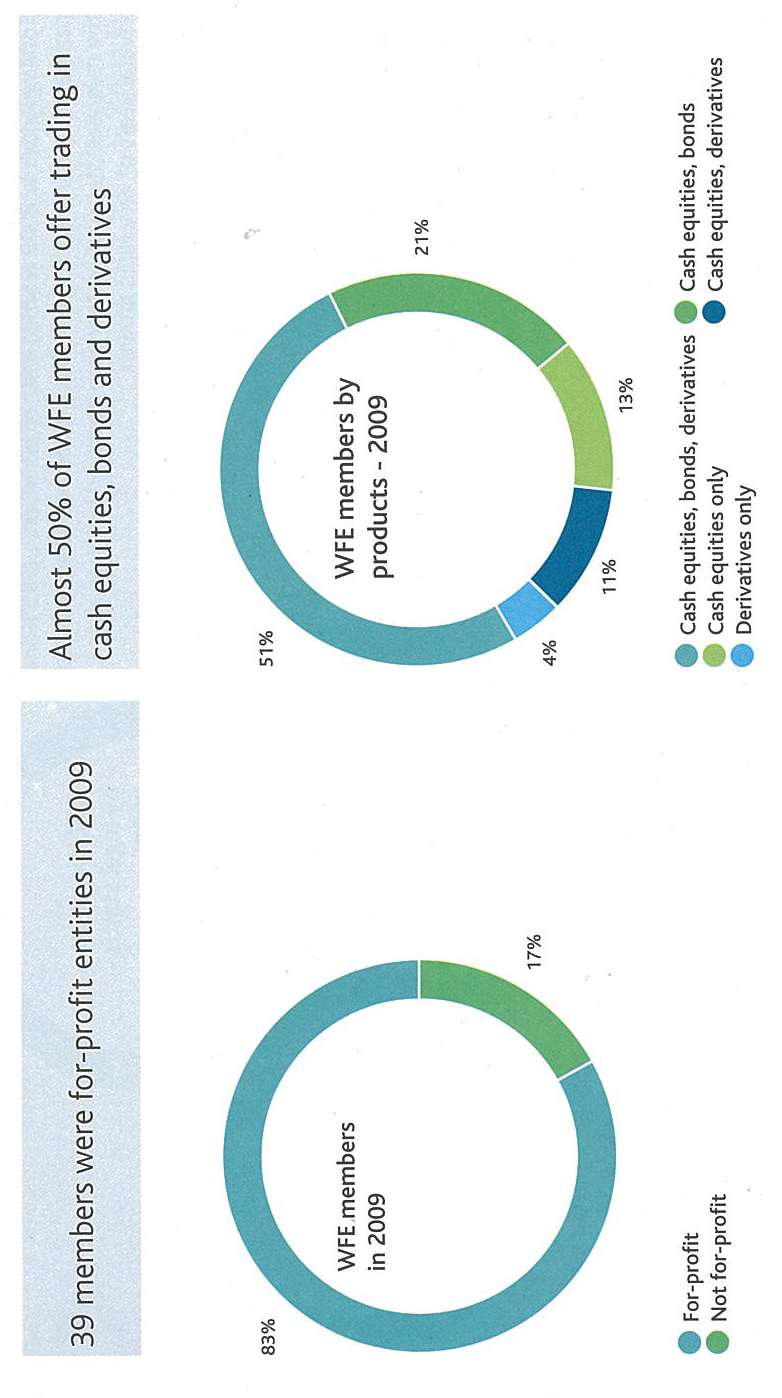 39 members were for-profit entities in 2009
WFE members
in 2009
83%
17%
For-profit
Not for-profit
Almost 50% of WFE members offer trading in
cash equities, bonds and derivatives
WFE members by
products - 2009
51%
21%
13%
11%
4%
Cash equities, bonds, derivatives
Cash equities, bonds
Cash equities only
Cash equities, derivatives
Derivatives only